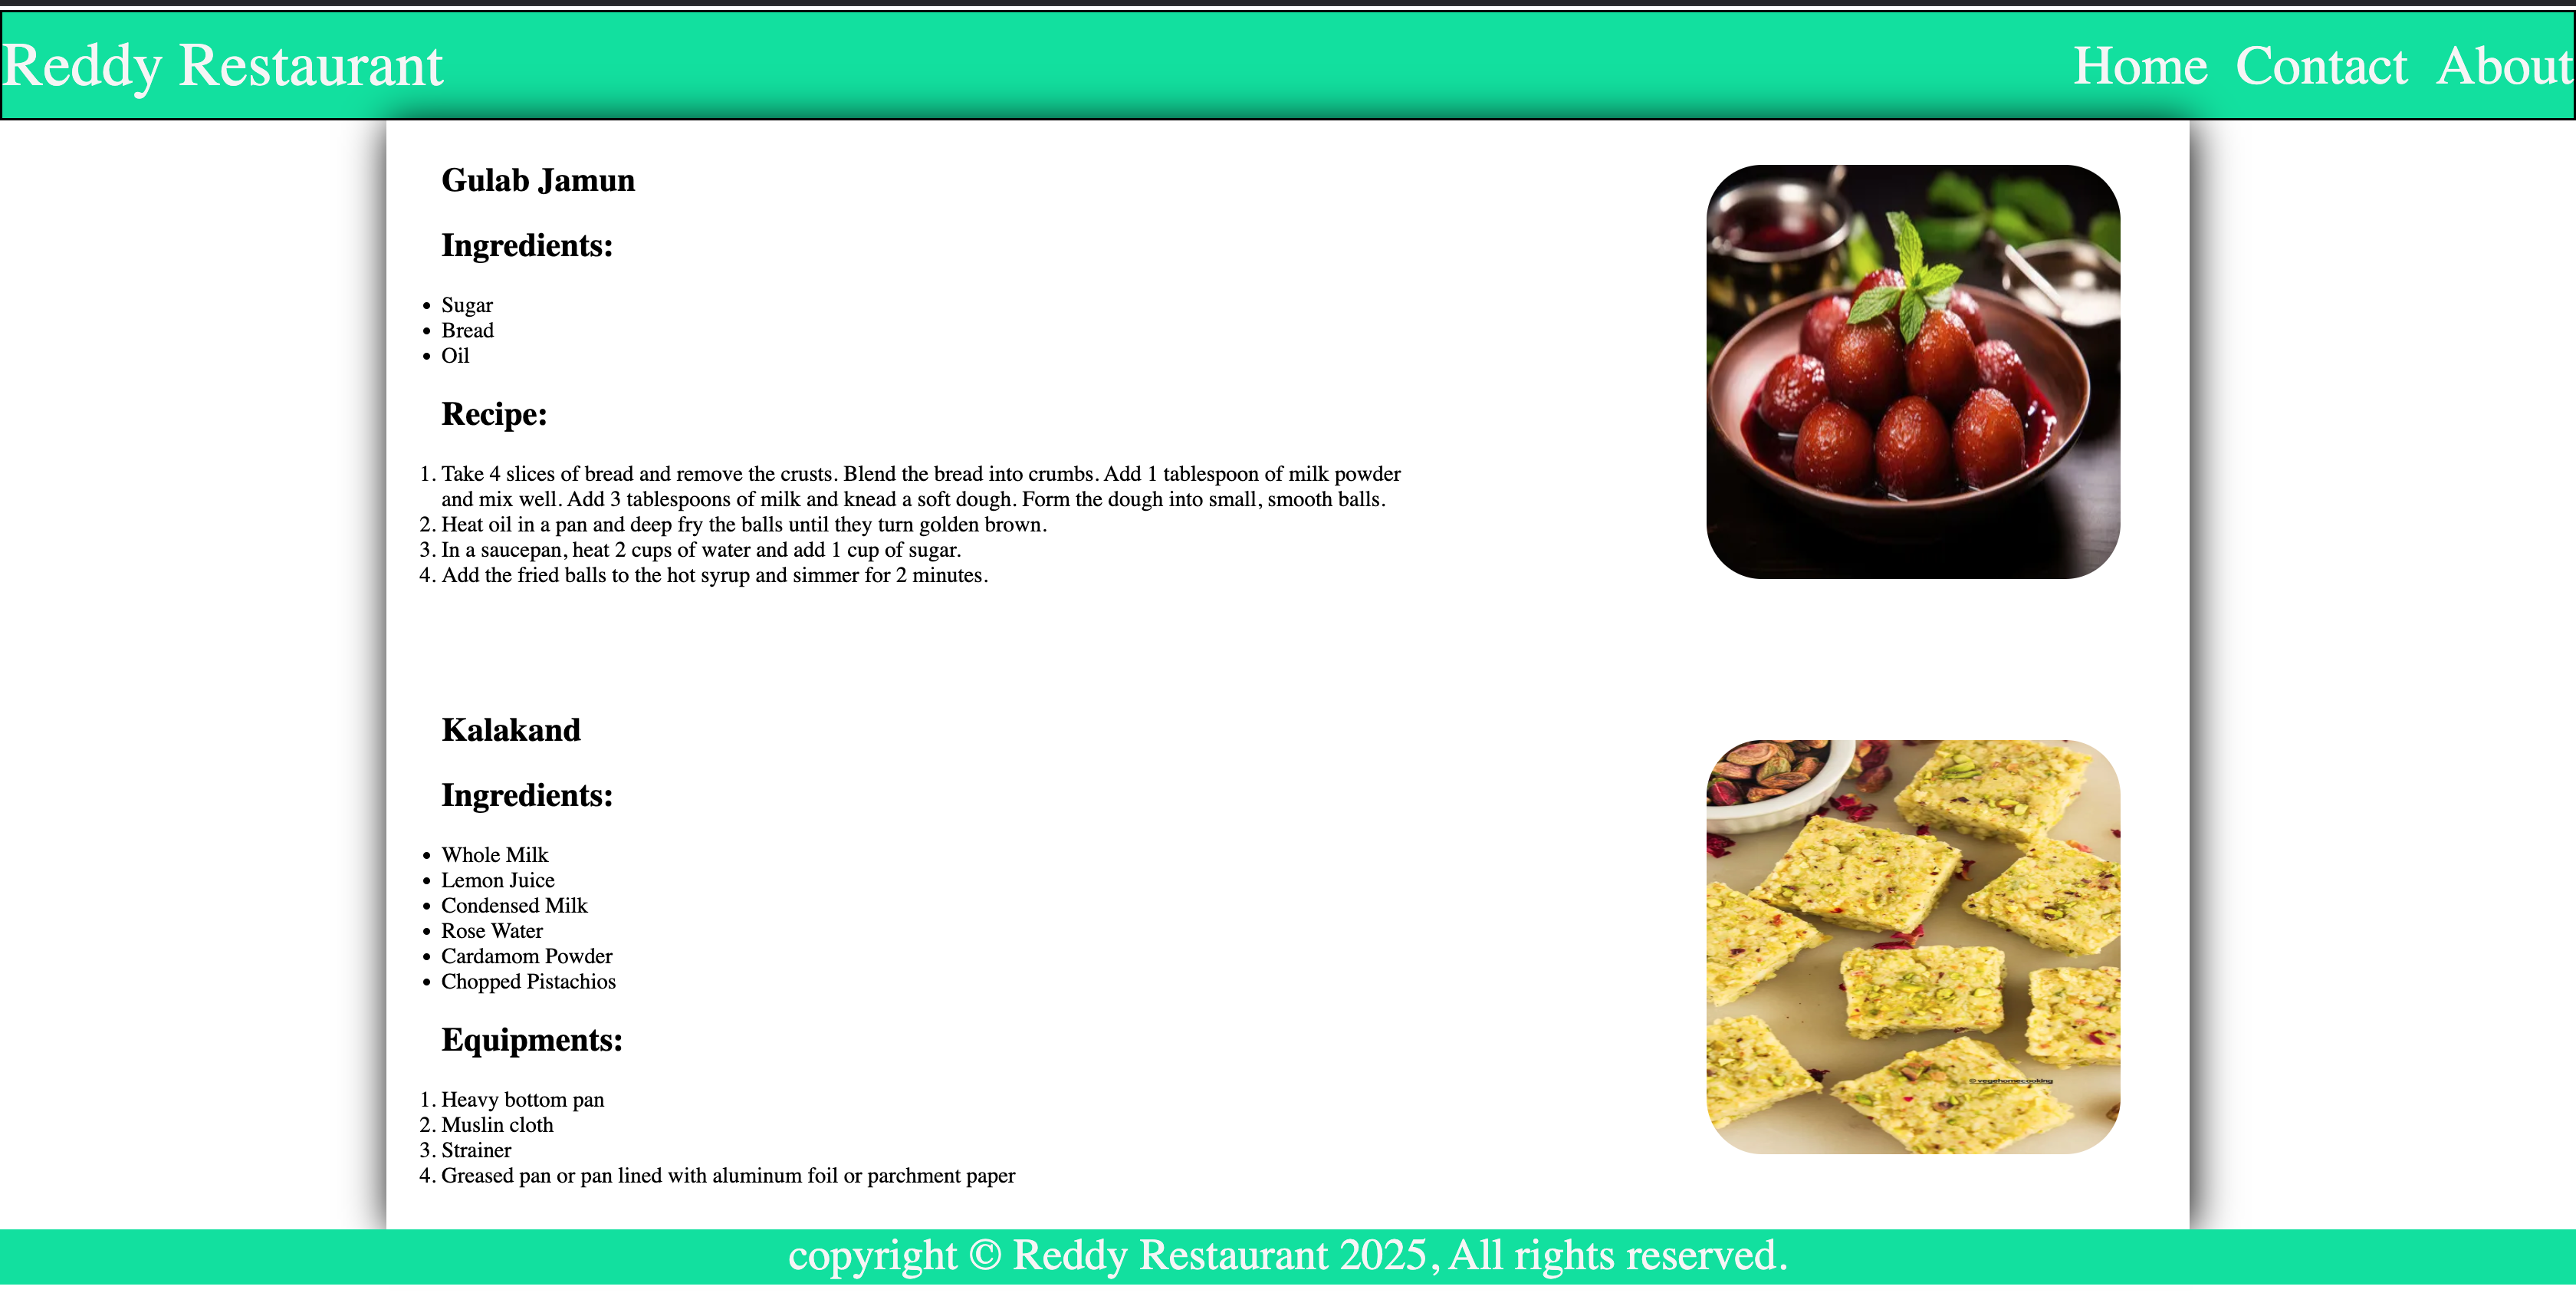 Reddy Restaurant
Home Contact About
Gulab Jamun
Ingredients:
• Sugar
• Bread
• Oil
Recipe:
1. Take 4 slices of bread and remove the crusts. Blend the bread into crumbs. Add 1 tablespoon of milk powder
and mix well. Add 3 tablespoons of milk and knead a soft dough. Form the dough into small, smooth balls.
2. Heat oil in a pan and deep fry the balls until they turn golden brown.
3. In a saucepan, heat 2 cups of water and add 1 cup of sugar.
4. Add the fried balls to the hot syrup and simmer for 2 minutes.
Kalakand
Ingredients:
• Whole Milk
• Lemon Juice
• Condensed Milk
• Rose Water
• Cardamom Powder
• Chopped Pistachios
Equipments:
1. Heavy bottom pan
2. Muslin cloth
3. Strainer
4. Greased pan or pan lined with aluminum foil or parchment paper
© vegehomecooking
copyright © Reddy Restaurant 2025, All rights reserved.